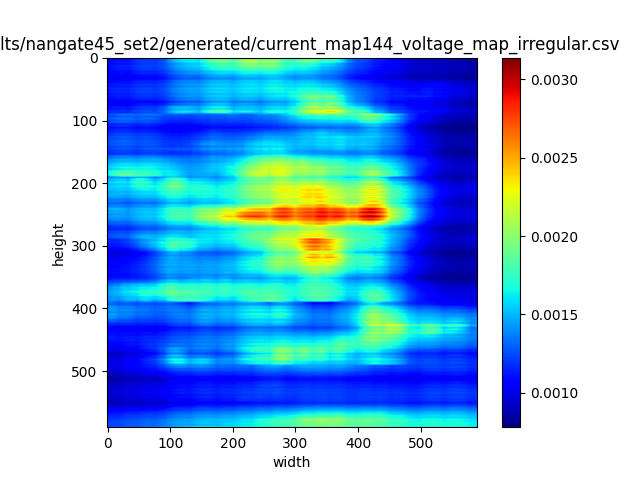 lts/nangate45_set2/generated/current_map144_voltage_map_irregular.csv
0
100
200
300
400
500
height
0 100 200 300 400 500
width
0.0030
0.0025
0.0020
0.0015
0.0010